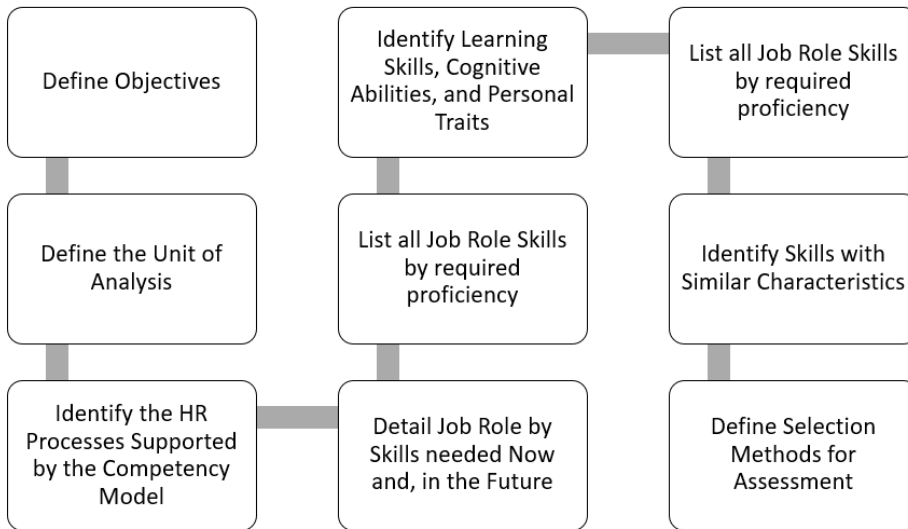 Define Objectives
Define the Unit of
Analysis
Identify the HR
Processes Supported
by the Competency
Model
Detail Job Role by
Skills needed Now
and, in the Future
List all Job Role Skills
by required
proficiency
Identify Learning
Skills, Cognitive
Abilities, and Personal
Traits
List all Job Role Skills
by required
proficiency
Identify Skills with
Similar Characteristics
Define Selection
Methods for
Assessment